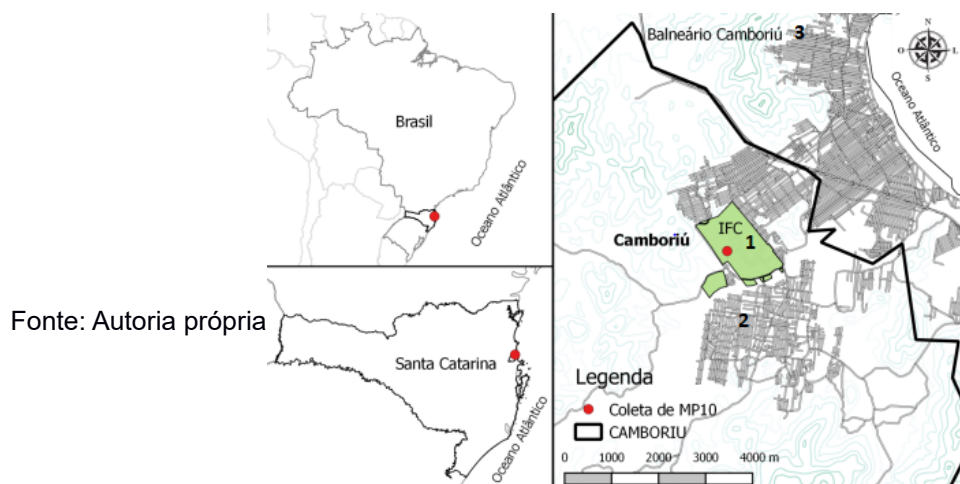 Fonte: Autoria própria
Brasil
Oceano Atlântico
Santa Catarina
Oceano Atlântico
Balneário Camboriú 3
N
O L
S
Oceano Atlântico
IFC
1
Camboriú
2
Legenda
Coleta de MP10
CAMBORIU
0 1000 2000 3000 4000 m